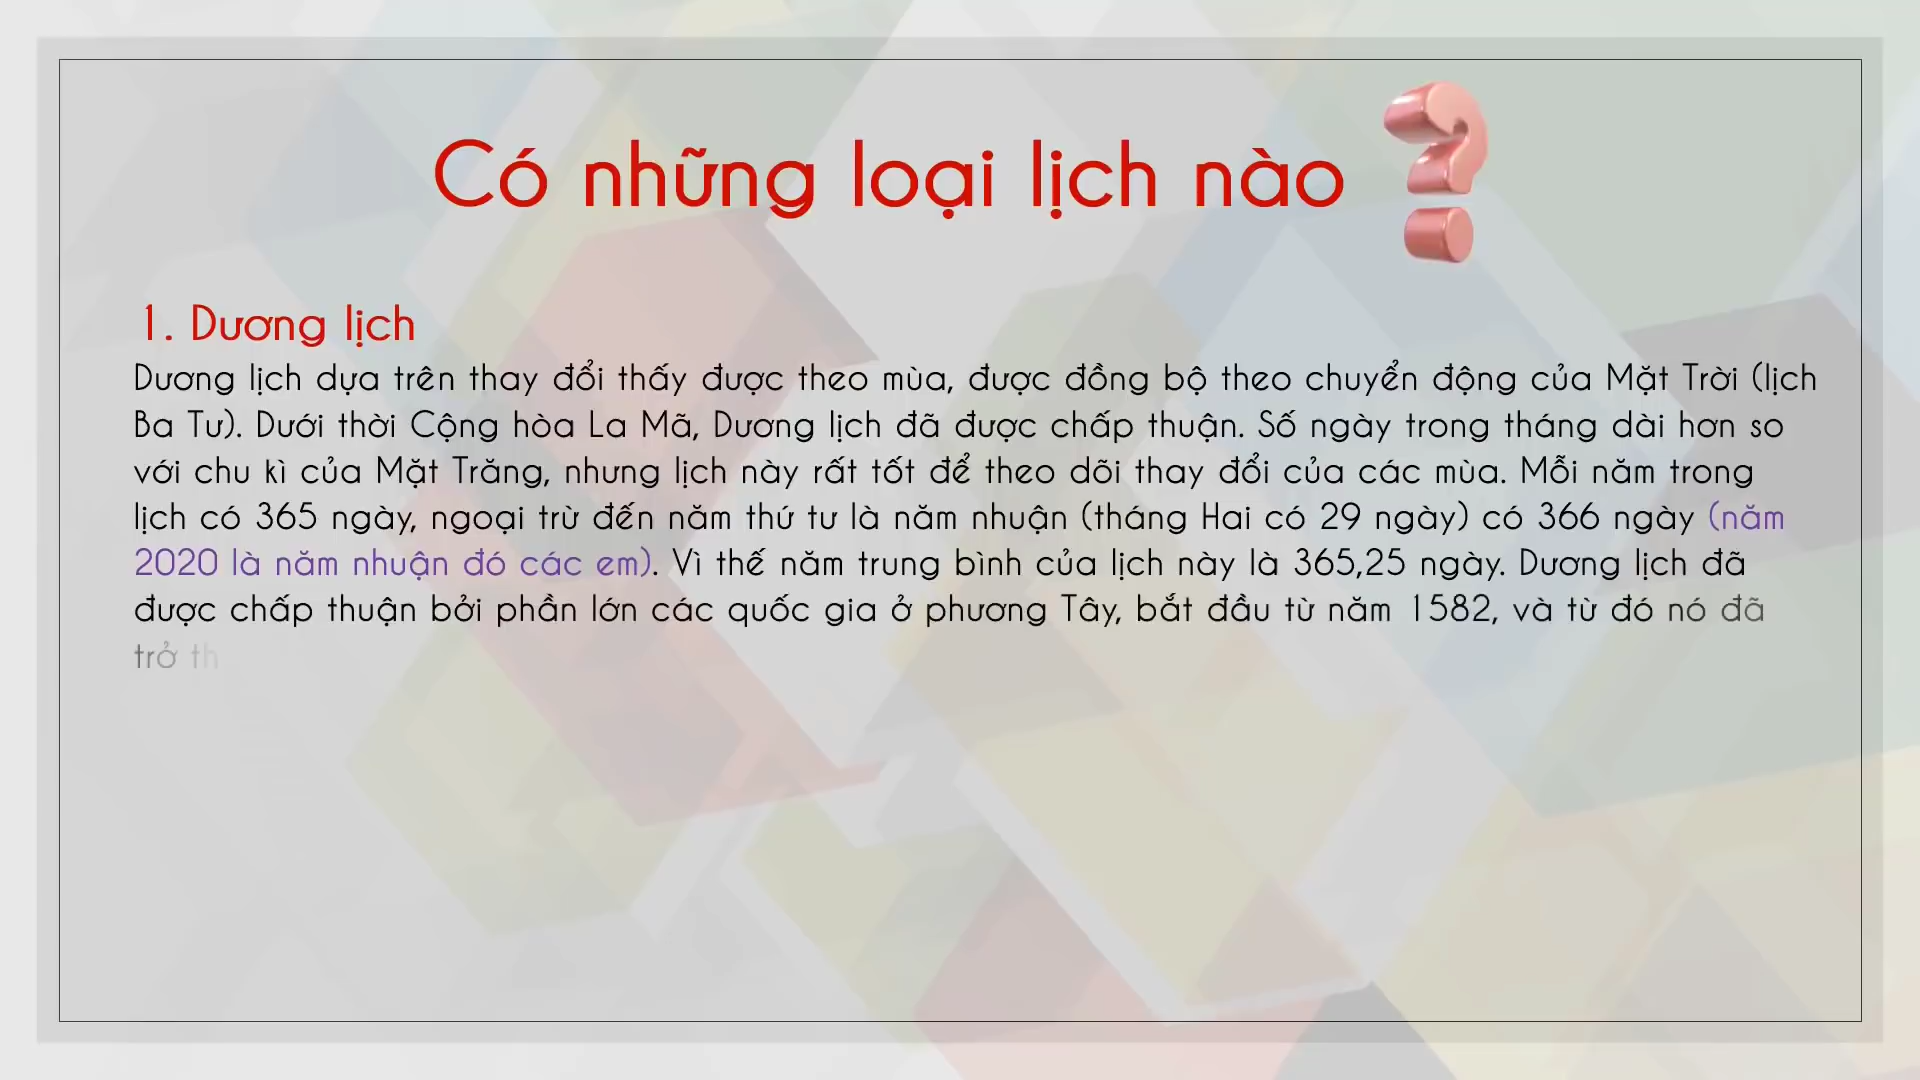 Có những loại lịch nào ?
1. Dương lịch
Dương lịch dựa trên thay đổi thấy được theo mùa, được đồng bộ theo chuyển động của Mặt Trời (lịch
Ba Tư). Dưới thời Cộng hòa La Mã, Dương lịch đã được chấp thuận. Số ngày trong tháng dài hơn so
với chu kì của Mặt Trăng, nhưng lịch này rất tốt để theo dõi thay đổi của các mùa. Mỗi năm trong
lịch có 365 ngày, ngoại trừ đến năm thứ tư là năm nhuận (tháng Hai có 29 ngày) có 366 ngày (năm
2020 là năm nhuận đó các em). Vì thế năm trung bình của lịch này là 365,25 ngày. Dương lịch đã
được chấp thuận bởi phần lớn các quốc gia ở phương Tây, bắt đầu từ năm 1582, và từ đó nó đã
trở th